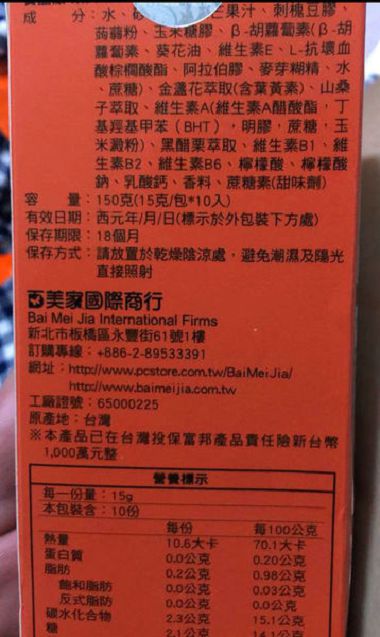 成 分：水、 芒果汁、刺槐豆膠、
蒟蒻粉、玉米糖膠、β-胡蘿蔔素(β-胡
蘿蔔素、葵花油、維生素E、L-抗壞血
酸棕櫚酸酯、阿拉伯膠、麥芽糊精、水
、蔗糖)、金盞花萃取(含葉黃素)、山桑
子萃取、維生素A(維生素A醋酸酯，丁
基羥基甲苯（BHT），明膠，蔗糖，玉
米澱粉)、黑醋栗萃取、維生素B1、維
生素B2、維生素B6、檸檬酸、檸檬酸
鈉、乳酸鈣、香料、蔗糖素(甜味劑)
容 量：150克(15克/包*10入)
有效日期：西元年/月/日(標示於外包裝下方處)
保存期限：18個月
保存方式：請放置於乾燥陰涼處，避免潮濕及陽光
直接照射
百美家國際商行
Bai Mei Jia International Firms
新北市板橋區永豐街61號1樓
訂購專線：+886-2-89533391
網址：http://www.pcstore.com.tw/BaiMeiJia/
http://www.baimeijia.com.tw
工廠證號：65000225
原產地：台灣
※本產品已在台灣投保富邦產品責任險新台幣
1,000萬元整
營養標示
每一份量：15g
本包裝含：10份
每份 每100公克
熱量 10.6大卡 70.1大卡
蛋白質 0.0公克 0.20公克
脂肪 0.2公克 0.98公克
飽和脂肪 0.0公克 0.03公克
反式脂肪 0.0公克 0.0公克
碳水化合物 2.3公克 15.1公克
糖 2.1公克 14.1公克